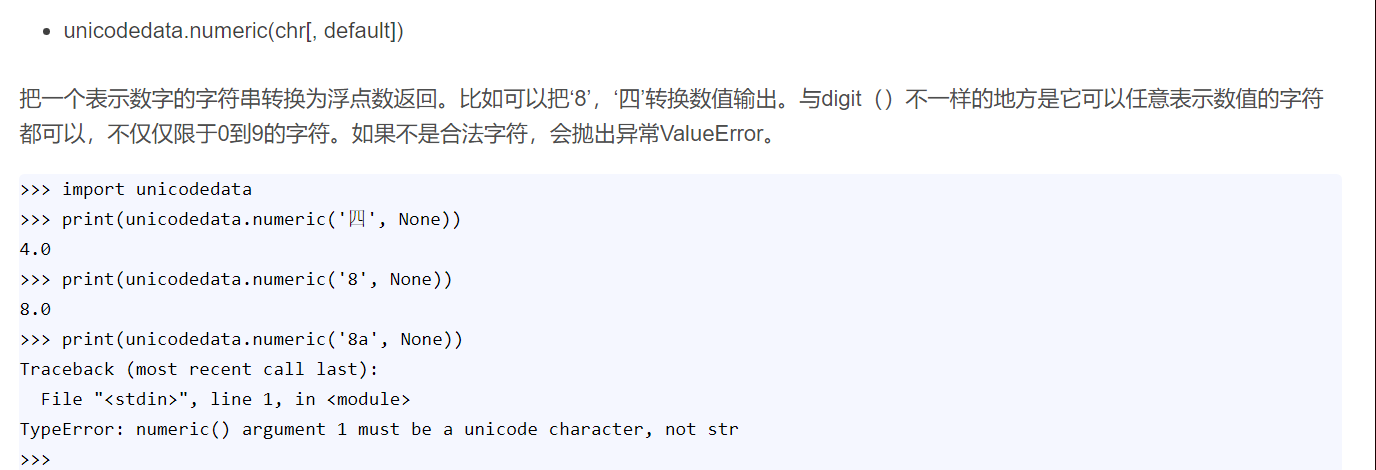 • unicodedata.numeric(chr[, default])
把一个表示数字的字符串转换为浮点数返回。比如可以把‘8’，‘四’转换数值输出。与digit（）不一样的地方是它可以任意表示数值的字符
都可以，不仅仅限于0到9的字符。如果不是合法字符，会抛出异常ValueError。
>>> import unicodedata
>>> print(unicodedata.numeric('四', None))
4.0
>>> print(unicodedata.numeric('8', None))
8.0
>>> print(unicodedata.numeric('8a', None))
Traceback (most recent call last):
  File "<stdin>", line 1, in <module>
TypeError: numeric() argument 1 must be a unicode character, not str
>>>